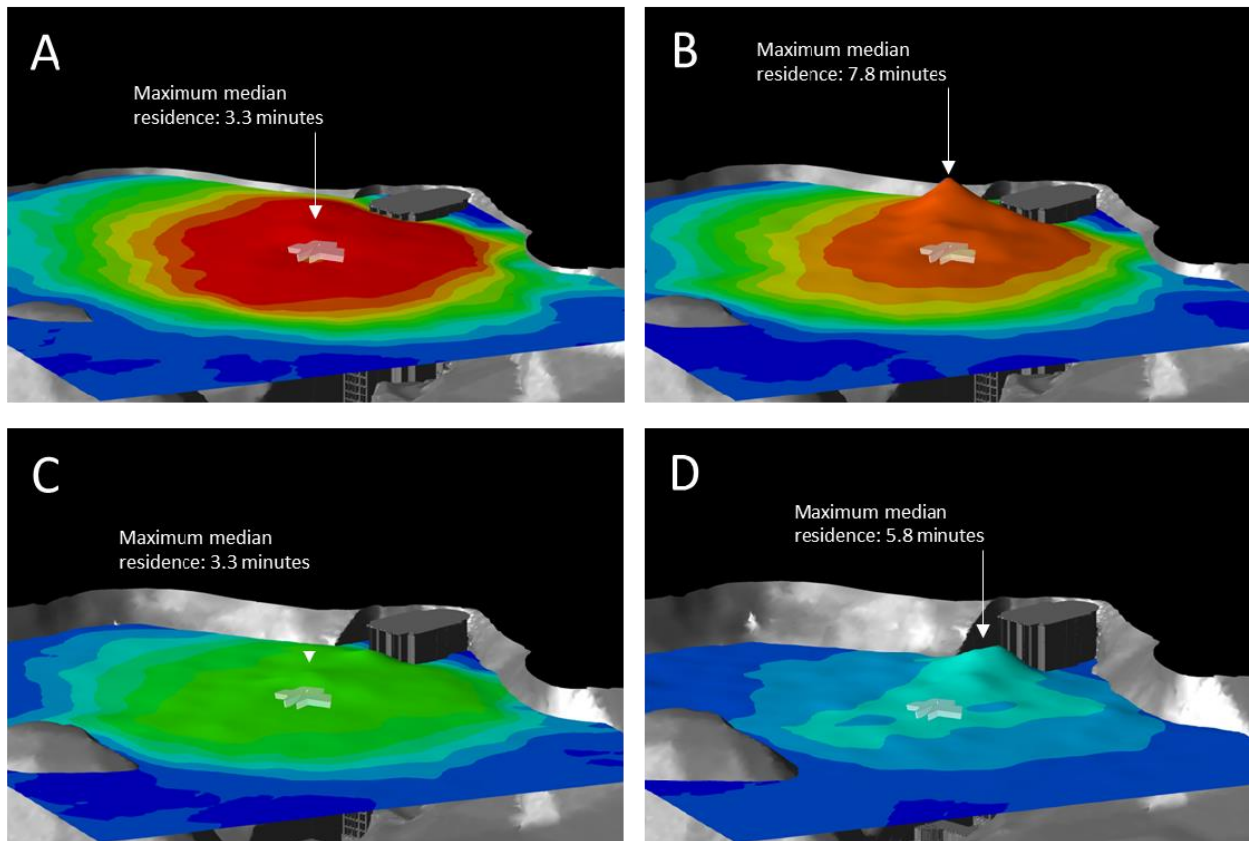 A
Maximum median
residence: 3.3 minutes
B
Maximum median
residence: 7.8 minutes
C
Maximum median
residence: 3.3 minutes
D
Maximum median
residence: 5.8 minutes